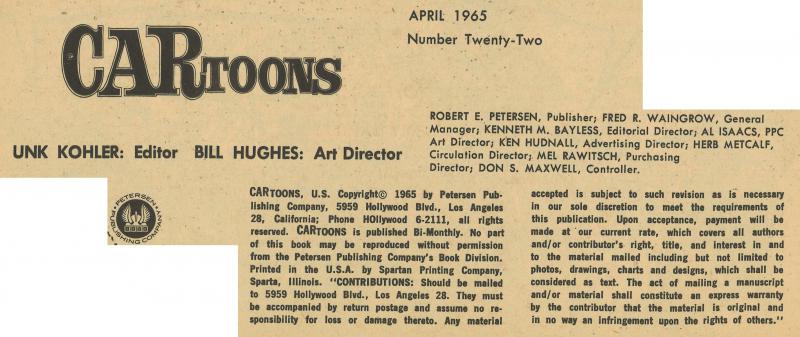 CARTOONS
APRIL 1965
Number Twenty-Two
UNK KOHLER: Editor BILL HUGHES: Art Director
ROBERT E. PETERSEN, Publisher; FRED R. WAINGROW, General
Manager; KENNETH M. BAYLESS, Editorial Director; AL ISAACS, PPC
Art Director; KEN HUDNALL, Advertising Director; HERB METCALF,
Circulation Director; MEL RAWITSCH, Purchasing
Director; DON S. MAXWELL, Controller.
PETERSEN PUBLISHING COMPANY
CARTOONS, U.S. Copyright© 1965 by Petersen Pub-
lishing Company, 5959 Hollywood Blvd., Los Angeles
28, California; Phone HOllywood 6-2111, all rights
reserved. CARTOONS is published Bi-Monthly. No part
of this book may be reproduced without permission
from the Petersen Publishing Company's Book Division.
Printed in the U.S.A. by Spartan Printing Company,
Sparta, Illinois. "CONTRIBUTIONS: Should be mailed
to 5959 Hollywood Blvd., Los Angeles 28. They must
be accompanied by return postage and assume no re-
sponsibility for loss or damage thereto. Any material
accepted is subject to such revision as is necessary
in our sole discretion to meet the requirements of
this publication. Upon acceptance, payment will be
made at our current rate, which covers all authors
and/or contributor's right, title, and interest in and
to the material mailed including but not limited to
photos, drawings, charts and designs, which shall be
considered as text. The act of mailing a manuscript
and/or material shall constitute an express warranty
by the contributor that the material is original and
in no way an infringement upon the rights of others."